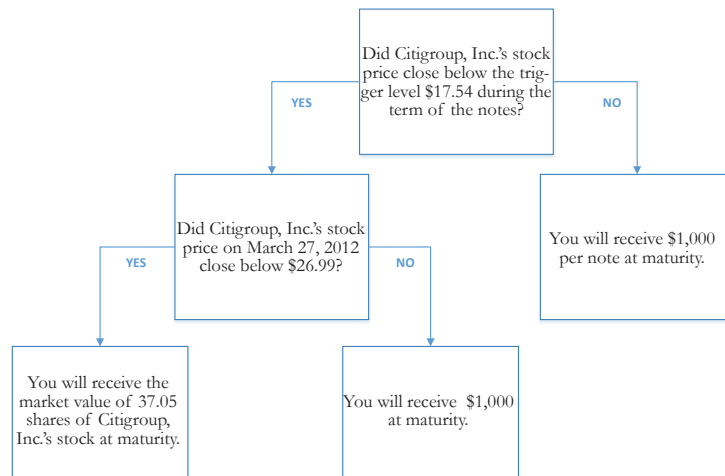 Did Citigroup, Inc.'s stock
price close below the trig-
ger level $17.54 during the
term of the notes?
YES
NO
Did Citigroup, Inc.'s stock
price on March 27, 2012
close below $26.99?
You will receive $1,000
per note at maturity.
YES
NO
You will receive the
market value of 37.05
shares of Citigroup,
Inc.'s stock at maturity.
You will receive $1,000
at maturity.